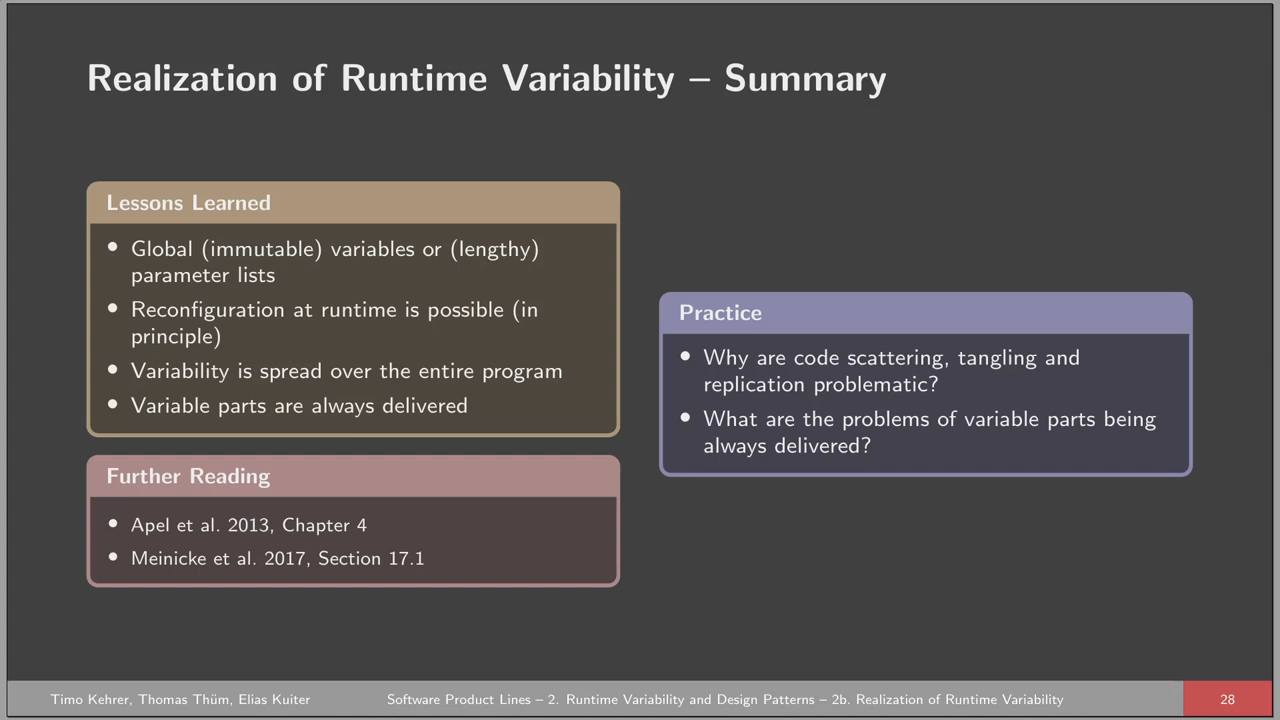 Realization of Runtime Variability – Summary
Lessons Learned
• Global (immutable) variables or (lengthy)
parameter lists
• Reconfiguration at runtime is possible (in
principle)
• Variability is spread over the entire program
• Variable parts are always delivered
Further Reading
• Apel et al. 2013, Chapter 4
• Meinicke et al. 2017, Section 17.1
Practice
• Why are code scattering, tangling and
replication problematic?
• What are the problems of variable parts being
always delivered?
Timo Kehrer, Thomas Thüm, Elias Kuiter
Software Product Lines – 2. Runtime Variability and Design Patterns – 2b. Realization of Runtime Variability
28